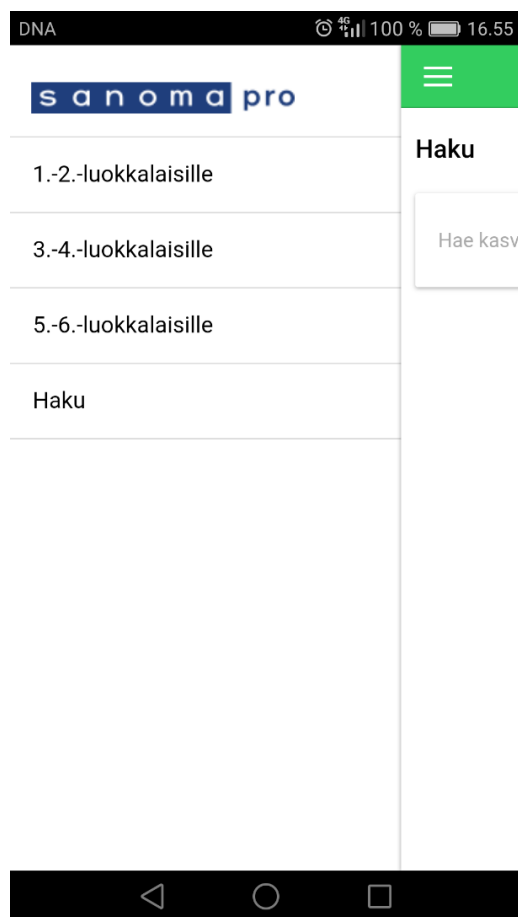 DNA 4G 100 % 16.55
sanoma pro
1.-2.-luokkalaisille
3.-4.-luokkalaisille
5.-6.-luokkalaisille
Haku
Haku
Hae kasv